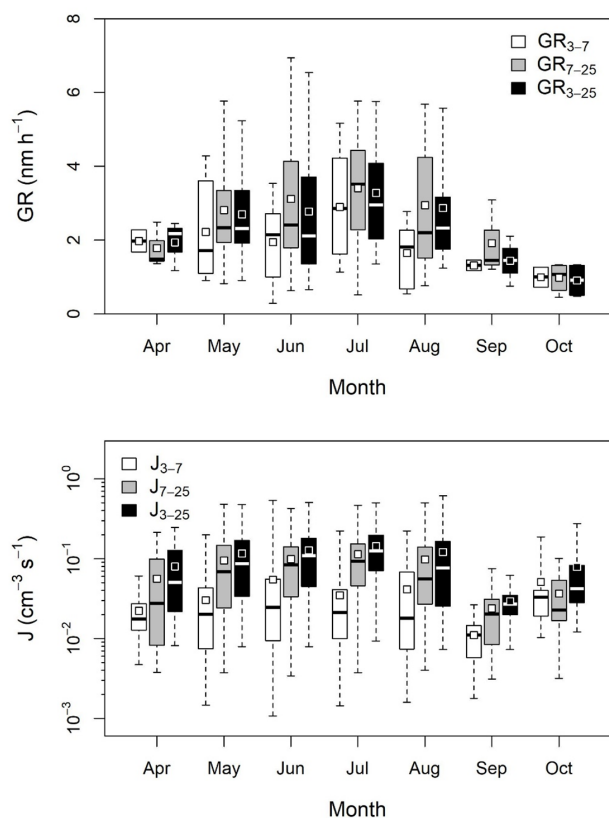 8
6
4
2
0
GR (nm h⁻¹)
GR₃₋₇
GR₇₋₂₅
GR₃₋₂₅
Apr May Jun Jul Aug Sep Oct
Month
10⁰
10⁻¹
10⁻²
10⁻³
J (cm⁻³ s⁻¹)
J₃₋₇
J₇₋₂₅
J₃₋₂₅
Apr May Jun Jul Aug Sep Oct
Month